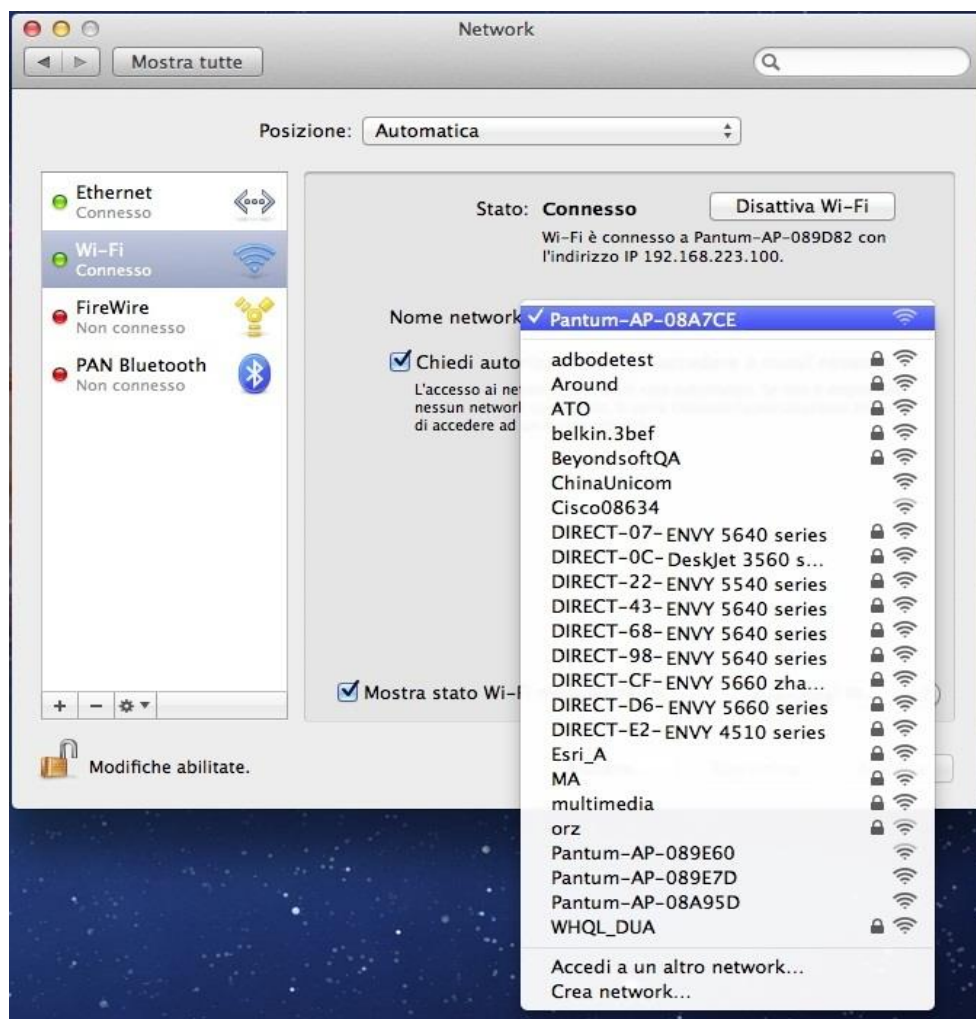 Network
Mostra tutte
Posizione: Automatica
Ethernet
Connesso
Wi-Fi
Connesso
FireWire
Non connesso
PAN Bluetooth
Non connesso
Stato: Connesso
Disattiva Wi-Fi
Wi-Fi è connesso a Pantum-AP-089D82 con
l'indirizzo IP 192.168.223.100.
Nome network
Pantum-AP-08A7CE
Chiedi auto
L'accesso ai ne
nessun network
di accedere ad
adbodetest
Around
ATO
belkin.3bef
BeyondsoftQA
ChinaUnicom
Cisco08634
DIRECT-07-ENVY 5640 series
DIRECT-0C-DeskJet 3560 s...
DIRECT-22-ENVY 5540 series
DIRECT-43-ENVY 5640 series
DIRECT-68-ENVY 5640 series
DIRECT-98-ENVY 5640 series
DIRECT-CF-ENVY 5660 zha...
DIRECT-D6-ENVY 5660 series
DIRECT-E2-ENVY 4510 series
Esri_A
MA
multimedia
orz
Pantum-AP-089E60
Pantum-AP-089E7D
Pantum-AP-08A95D
WHQL_DUA
Accedi a un altro network...
Crea network...
Mostra stato Wi-F
Modifiche abilitate.